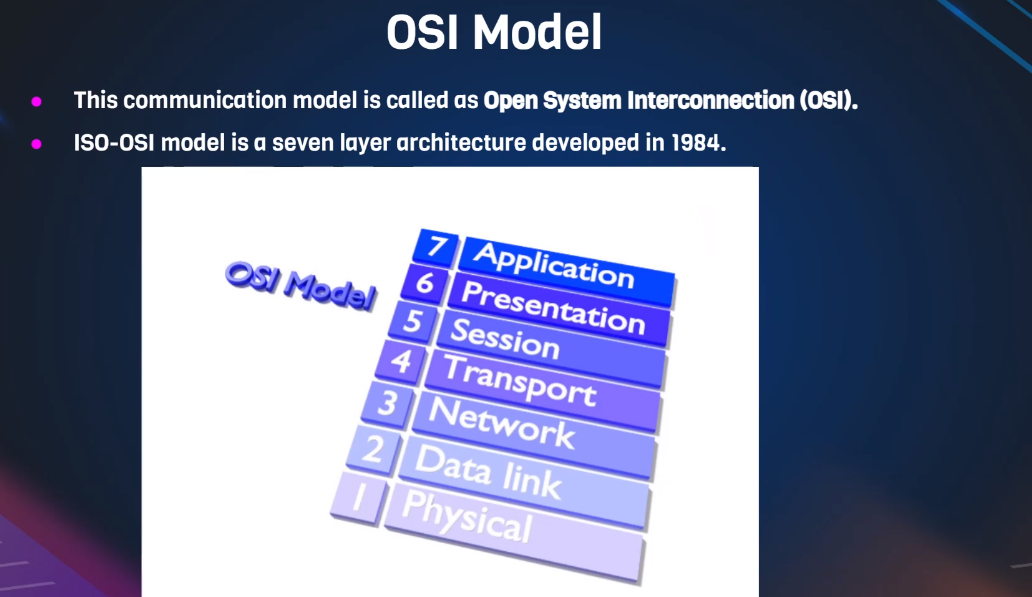 OSI Model
This communication model is called as Open System Interconnection (OSI).
ISO-OSI model is a seven layer architecture developed in 1984.
OSI Model
7 Application
6 Presentation
5 Session
4 Transport
3 Network
2 Data link
1 Physical